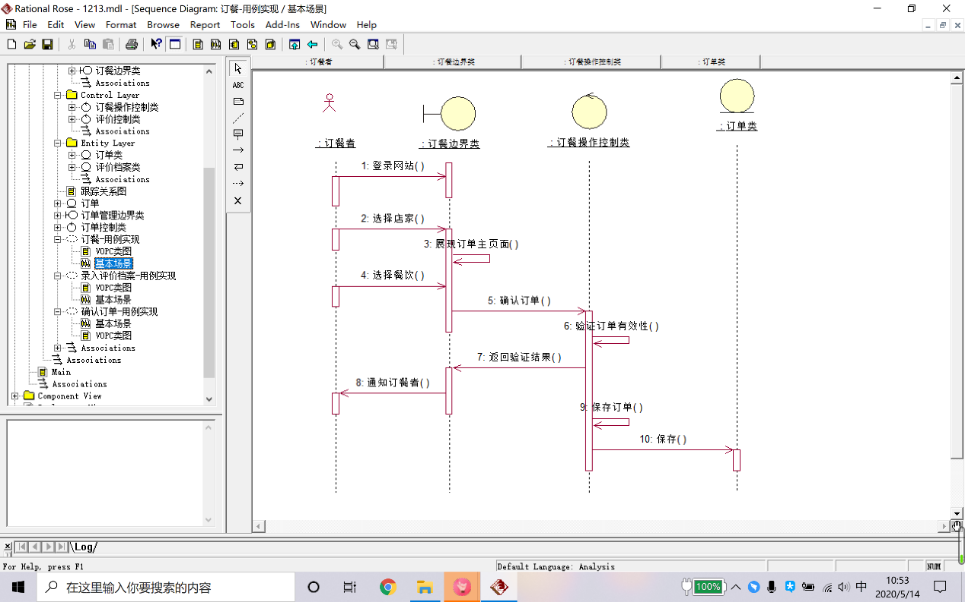 Rational Rose - 1213.mdl - [Sequence Diagram: 订餐-用例实现 / 基本场景]
File Edit View Format Browse Report Tools Add-Ins Window Help
ABC
订餐边界类
Associations
Control Layer
订餐操作控制类
评价控制类
Associations
Entity Layer
订单类
评价档案类
Associations
跟踪关系图
订单
订单管理边界类
订单控制类
订餐-用例实现
VOPC类图
基本场景
录入评价档案-用例实现
VOPC类图
基本场景
确认订单-用例实现
基本场景
VOPC类图
Associations
Associations
Main
Associations
Component View
: 订餐者 : 订餐边界类 : 订餐操作控制类 : 订单类
: 订餐者 : 订餐边界类 : 订餐操作控制类 : 订单类
1: 登录网站( )
2: 选择店家( )
3: 展现订单主页面( )
4: 选择餐饮( )
5: 确认订单( )
6: 验证订单有效性( )
7: 返回验证结果( )
8: 通知订餐者( )
9: 保存订单( )
10: 保存( )
Log
For Help, press F1
Default Language: Analysis
NUM
在这里输入你要搜索的内容
100%
中
10:53
2020/5/14